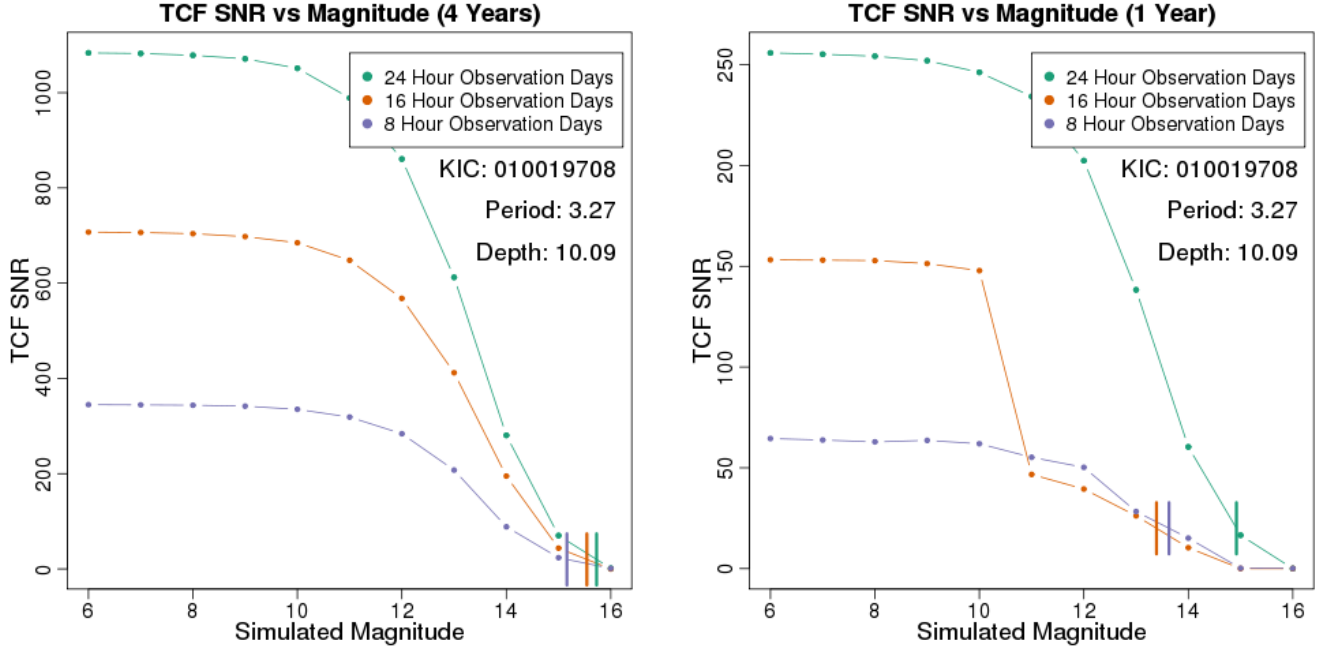 TCF SNR vs Magnitude (4 Years)
24 Hour Observation Days
16 Hour Observation Days
8 Hour Observation Days
KIC: 010019708
Period: 3.27
Depth: 10.09
TCF SNR
1000
800
600
400
200
0
6 8 10 12 14 16
Simulated Magnitude
TCF SNR vs Magnitude (1 Year)
24 Hour Observation Days
16 Hour Observation Days
8 Hour Observation Days
KIC: 010019708
Period: 3.27
Depth: 10.09
TCF SNR
250
200
150
100
50
0
6 8 10 12 14 16
Simulated Magnitude